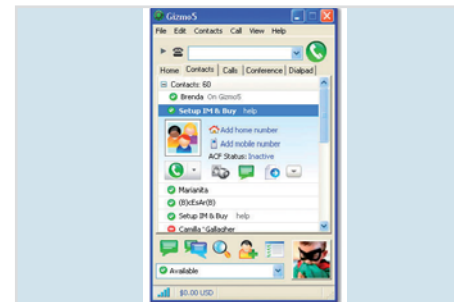 Gizmo5
File Edit Contacts Call View Help
Home Contacts Calls Conference Dialpad
Contacts: 60
Brenda On Gizmo5
Setup IM & Buy help
Add home number
Add mobile number
ACF Status: Inactive
Marianita
(B)cEsAr(B)
Setup IM & Buy help
Camilla "Gallagher
Available
$0.00 USD